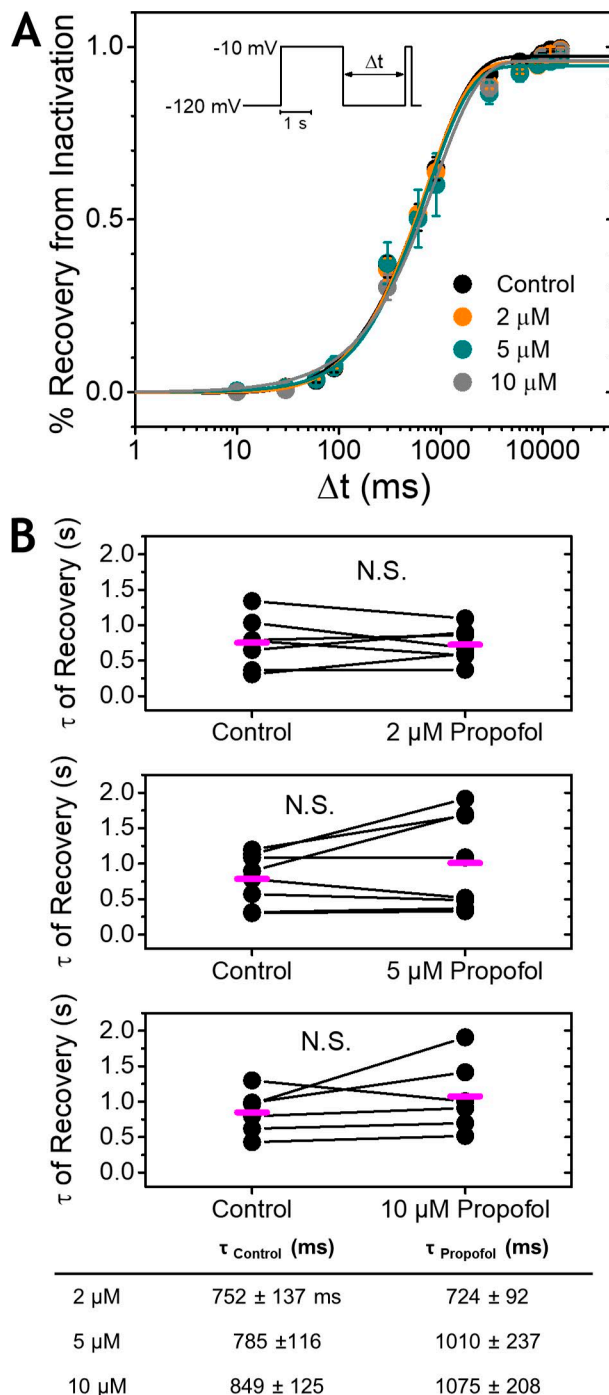 A
% Recovery from Inactivation
1.0
0.5
0.0
-10 mV
Δt
-120 mV
1 s
Control
2 μM
5 μM
10 μM
1 10 100 1000 10000
Δt (ms)
B
τ of Recovery (s)
2.0
1.5
1.0
0.5
0.0
N.S.
Control 2 μM Propofol
τ of Recovery (s)
2.0
1.5
1.0
0.5
0.0
N.S.
Control 5 μM Propofol
τ of Recovery (s)
2.0
1.5
1.0
0.5
0.0
N.S.
Control 10 μM Propofol
τ Control (ms) τ Propofol (ms)
2 μM 752 ± 137 ms 724 ± 92
5 μM 785 ±116 1010 ± 237
10 μM 849 ± 125 1075 ± 208